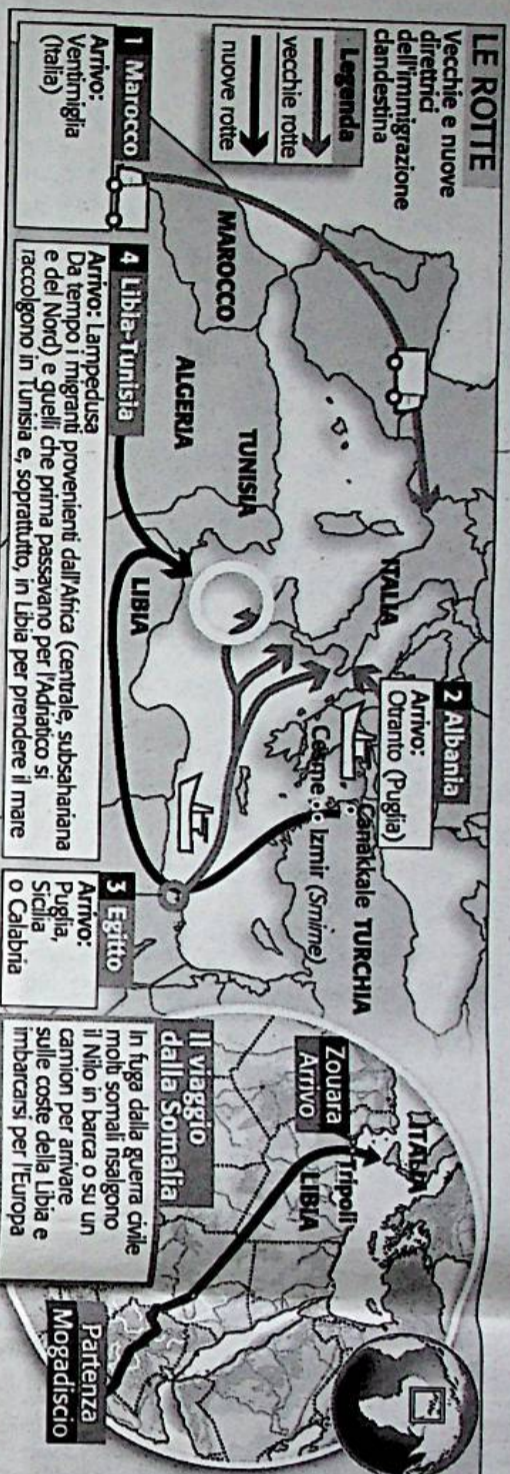 LE ROTTE
Vecchie e nuove
direttrici
dell'immigrazione
clandestina
Legenda
vecchie rotte
nuove rotte
1 Marocco
Arrivo:
Ventimiglia
(Italia)
MAROCCO
ALGERIA
TUNISIA
LIBIA
ITALIA
2 Albania
Arrivo:
Otranto (Puglia)
Canakkale TURCHIA
Cesme
Izmir (Smirne)
4 Libia-Tunisia
Arrivo: Lampedusa
Da tempo i migranti provenienti dall'Africa (centrale, subsahariana
e del Nord) e quelli che prima passavano per l'Adriatico si
raccolgono in Tunisia e, soprattutto, in Libia per prendere il mare
3 Egitto
Arrivo:
Puglia,
Sicilia
o Calabria
ITALIA
Zouara
Arrivo
Tripoli
LIBIA
Il viaggio
dalla Somalia
In fuga dalla guerra civile
molti somali risalgono
il Nilo in barca o su un
camion per arrivare
sulle coste della Libia e
imbarcarsi per l'Europa
Partenza
Mogadiscio